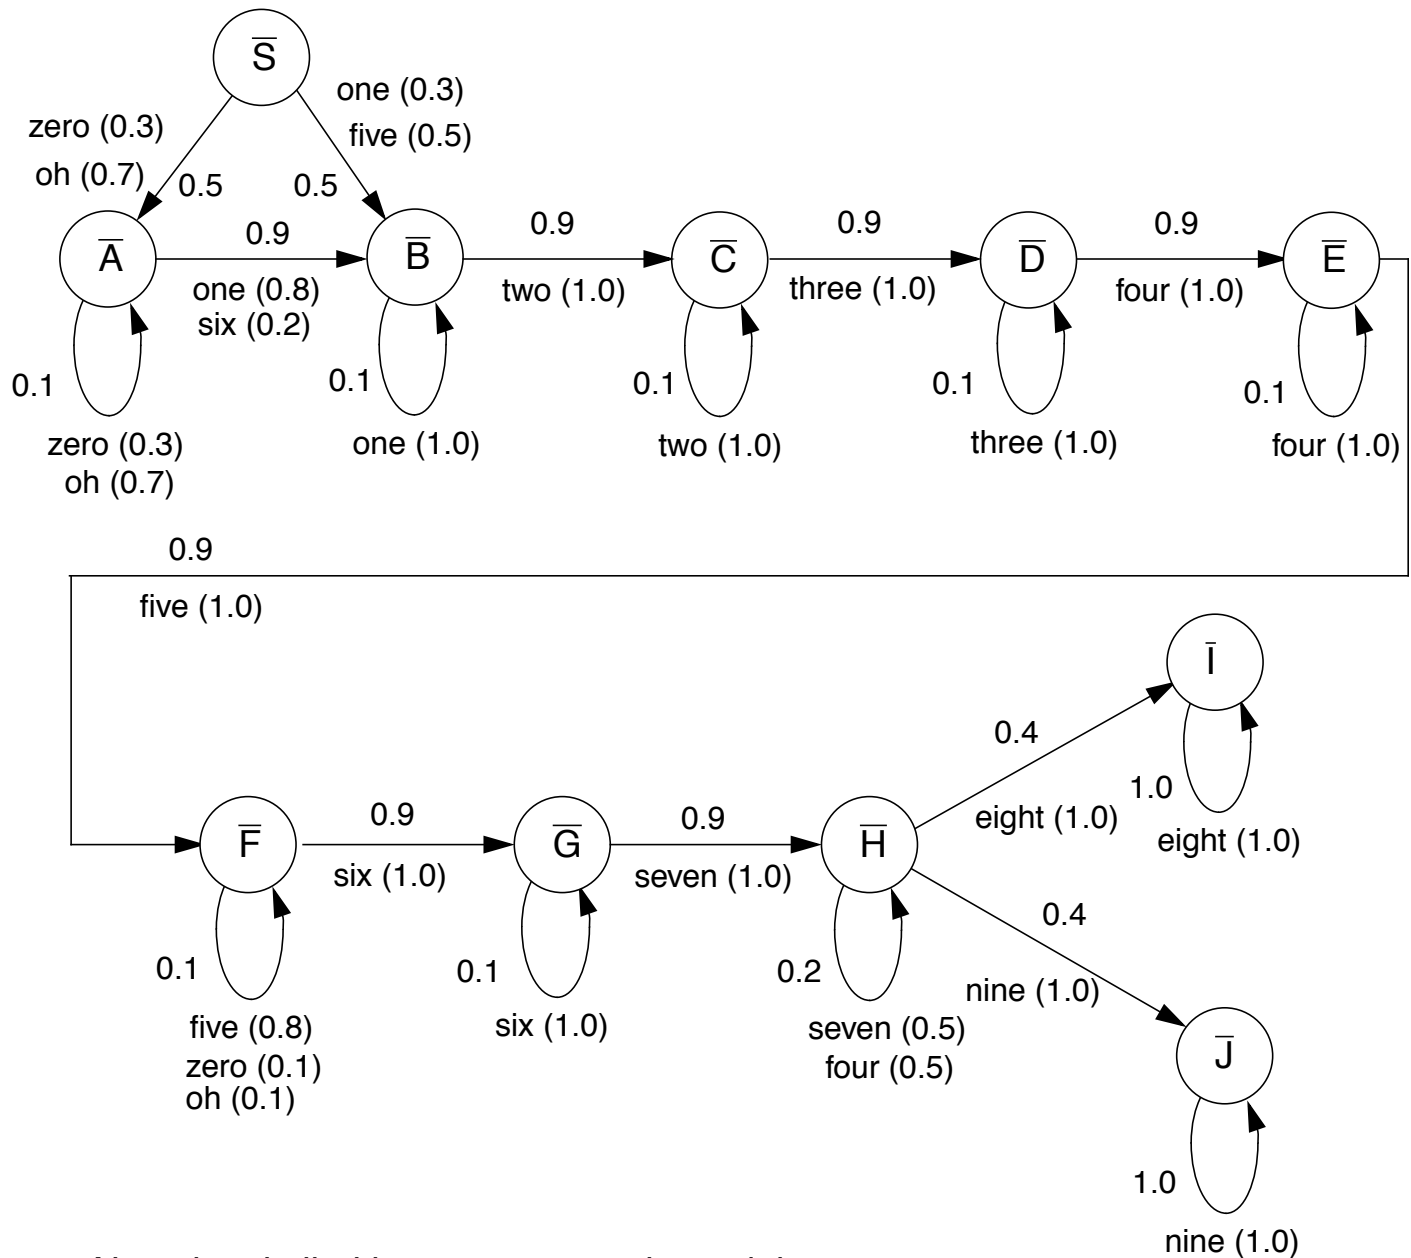 S
one (0.3)
zero (0.3)
five (0.5)
oh (0.7)
0.5
0.5
A
0.9
one (0.8)
six (0.2)
B
0.9
two (1.0)
C
0.9
three (1.0)
D
0.9
four (1.0)
E
0.1
zero (0.3)
oh (0.7)
0.1
one (1.0)
0.1
two (1.0)
0.1
three (1.0)
0.1
four (1.0)
0.9
five (1.0)
I
0.4
eight (1.0)
1.0
eight (1.0)
F
0.9
six (1.0)
G
0.9
seven (1.0)
H
0.4
nine (1.0)
0.1
five (0.8)
zero (0.1)
oh (0.1)
0.1
six (1.0)
0.2
seven (0.5)
four (0.5)
J
1.0
nine (1.0)